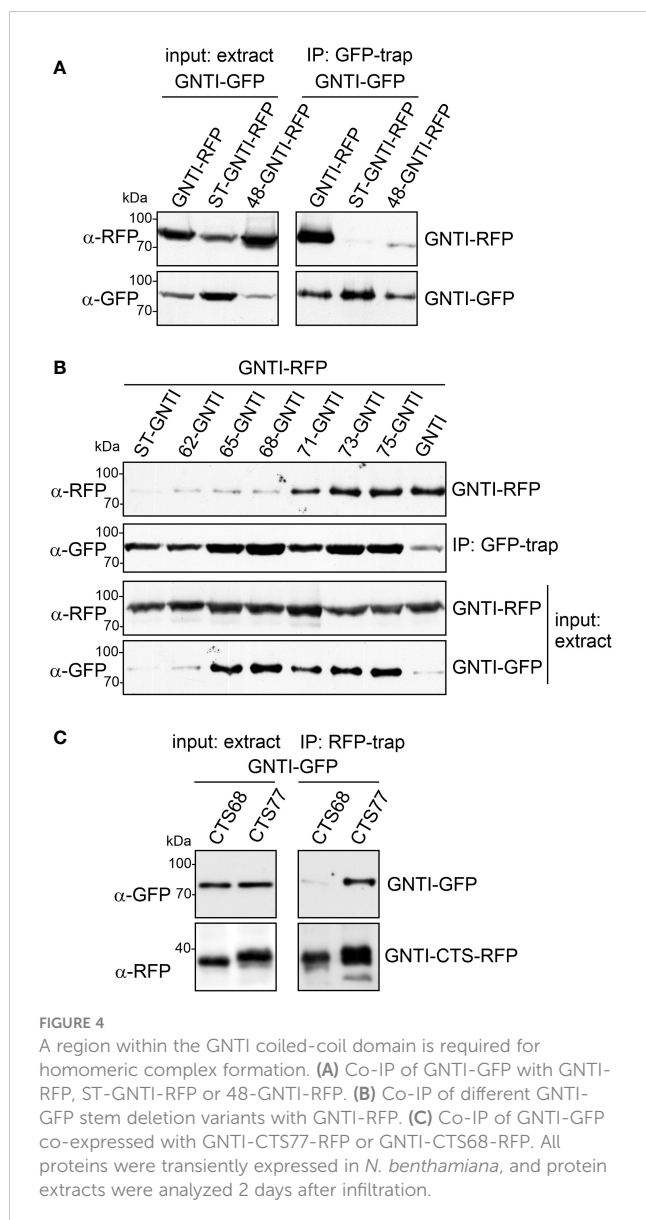 A
input: extract
IP: GFP-trap
GNTI-GFP
GNTI-GFP
GNTI-RFP
ST-GNTI-RFP
48-GNTI-RFP
GNTI-RFP
ST-GNTI-RFP
48-GNTI-RFP
kDa
100
α-RFP
70
GNTI-RFP
100
α-GFP
70
GNTI-GFP
B
GNTI-RFP
ST-GNTI
62-GNTI
65-GNTI
68-GNTI
71-GNTI
73-GNTI
75-GNTI
GNTI
kDa
100
α-RFP
70
GNTI-RFP
100
α-GFP
70
IP: GFP-trap
100
α-RFP
70
GNTI-RFP
input:
extract
100
α-GFP
70
GNTI-GFP
C
input: extract
IP: RFP-trap
GNTI-GFP
CTS68
CTS77
CTS68
CTS77
kDa
100
α-GFP
70
GNTI-GFP
40
α-RFP
GNTI-CTS-RFP
FIGURE 4
A region within the GNTI coiled-coil domain is required for
homomeric complex formation. (A) Co-IP of GNTI-GFP with GNTI-
RFP, ST-GNTI-RFP or 48-GNTI-RFP. (B) Co-IP of different GNTI-
GFP stem deletion variants with GNTI-RFP. (C) Co-IP of GNTI-GFP
co-expressed with GNTI-CTS77-RFP or GNTI-CTS68-RFP. All
proteins were transiently expressed in N. benthamiana, and protein
extracts were analyzed 2 days after infiltration.